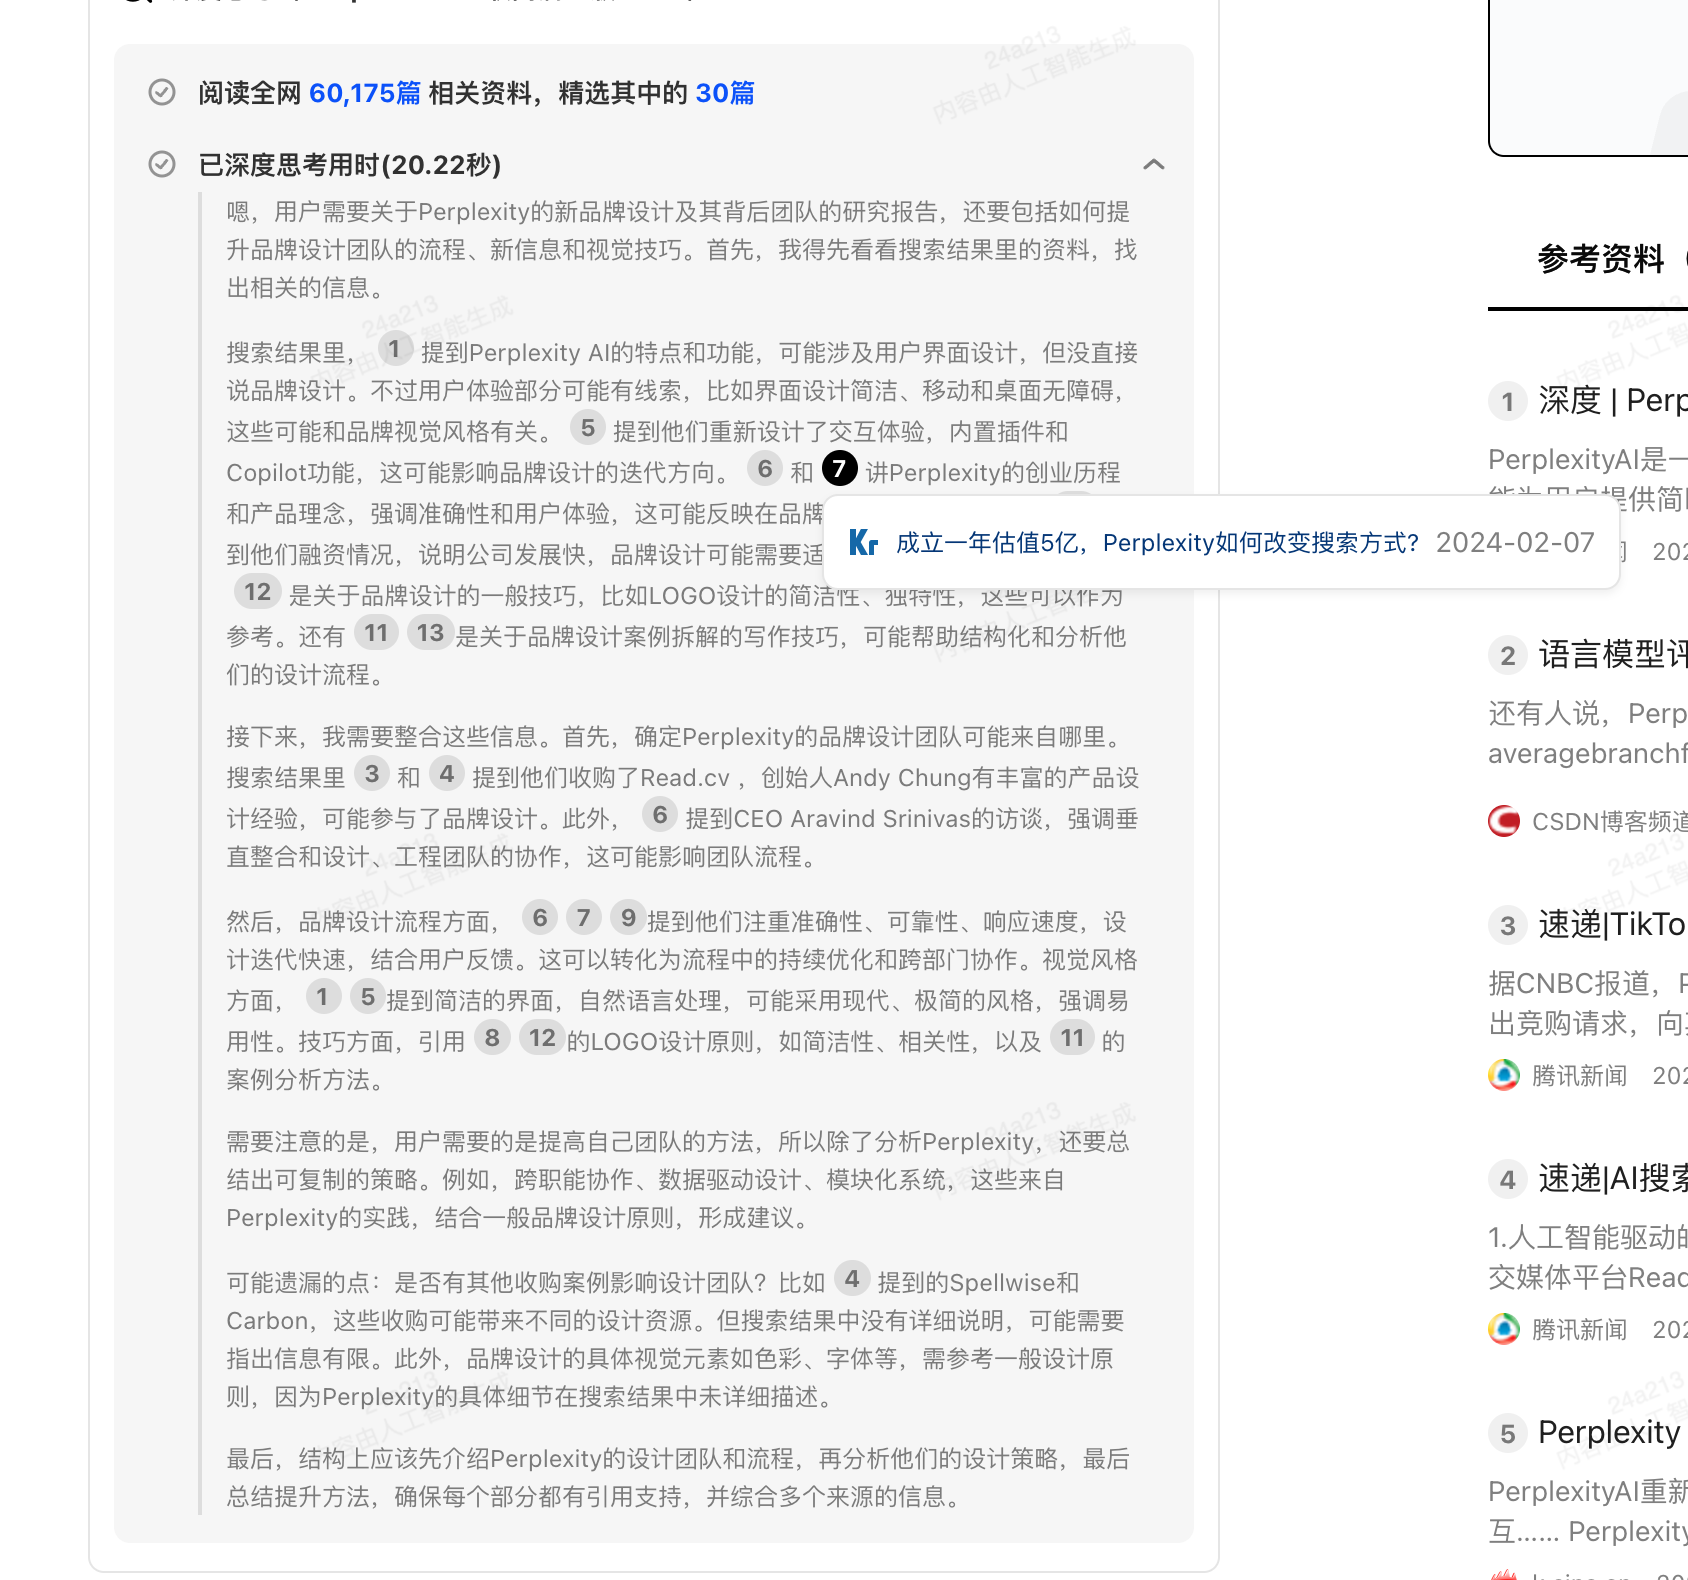 阅读全网 60,175篇 相关资料，精选其中的 30篇
已深度思考用时(20.22秒)
嗯，用户需要关于Perplexity的新品牌设计及其背后团队的研究报告，还要包括如何提
升品牌设计团队的流程、新信息和视觉技巧。首先，我得先看看搜索结果里的资料，找
出相关的信息。
搜索结果里， 1 提到Perplexity AI的特点和功能，可能涉及用户界面设计，但没直接
说品牌设计。不过用户体验部分可能有线索，比如界面设计简洁、移动和桌面无障碍，
这些可能和品牌视觉风格有关。 5 提到他们重新设计了交互体验，内置插件和
Copilot功能，这可能影响品牌设计的迭代方向。 6 和 7 讲Perplexity的创业历程
和产品理念，强调准确性和用户体验，这可能反映在品牌
到他们融资情况，说明公司发展快，品牌设计可能需要适
Kr 成立一年估值5亿，Perplexity如何改变搜索方式? 2024-02-07
12 是关于品牌设计的一般技巧，比如LOGO设计的简洁性、独特性，这些可以作为
参考。还有 11 13 是关于品牌设计案例拆解的写作技巧，可能帮助结构化和分析他
们的设计流程。
接下来，我需要整合这些信息。首先，确定Perplexity的品牌设计团队可能来自哪里。
搜索结果里 3 和 4 提到他们收购了Read.cv ，创始人Andy Chung有丰富的产品设
计经验，可能参与了品牌设计。此外， 6 提到CEO Aravind Srinivas的访谈，强调垂
直整合和设计、工程团队的协作，这可能影响团队流程。
然后，品牌设计流程方面， 6 7 9 提到他们注重准确性、可靠性、响应速度，设
计迭代快速，结合用户反馈。这可以转化为流程中的持续优化和跨部门协作。视觉风格
方面， 1 5 提到简洁的界面，自然语言处理，可能采用现代、极简的风格，强调易
用性。技巧方面，引用 8 12 的LOGO设计原则，如简洁性、相关性，以及 11 的
案例分析方法。
需要注意的是，用户需要的是提高自己团队的方法，所以除了分析Perplexity，还要总
结出可复制的策略。例如，跨职能协作、数据驱动设计、模块化系统，这些来自
Perplexity的实践，结合一般品牌设计原则，形成建议。
可能遗漏的点：是否有其他收购案例影响设计团队？比如 4 提到的Spellwise和
Carbon，这些收购可能带来不同的设计资源。但搜索结果中没有详细说明，可能需要
指出信息有限。此外，品牌设计的具体视觉元素如色彩、字体等，需参考一般设计原
则，因为Perplexity的具体细节在搜索结果中未详细描述。
最后，结构上应该先介绍Perplexity的设计团队和流程，再分析他们的设计策略，最后
总结提升方法，确保每个部分都有引用支持，并综合多个来源的信息。
参考资料
1 深度 | Perp
PerplexityAI是一
能为用户提供简
202
2 语言模型评
还有人说，Perp
averagebranchf
CSDN博客频道
3 速递|TikTo
据CNBC报道，P
出竞购请求，向
腾讯新闻 202
4 速递|AI搜索
1.人工智能驱动的
交媒体平台Read
腾讯新闻 202
5 Perplexity
PerplexityAI重新
互…… Perplexity
24a213
内容由人工智能生成